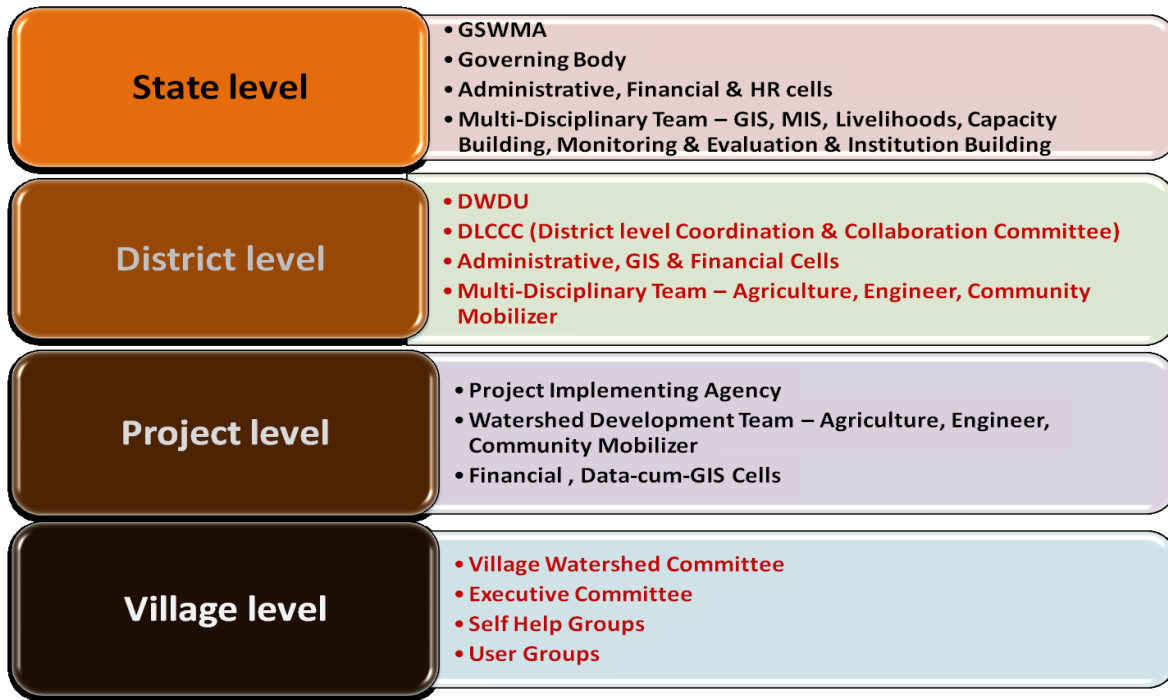 State level
• GSWMA
• Governing Body
• Administrative, Financial & HR cells
• Multi-Disciplinary Team – GIS, MIS, Livelihoods, Capacity
Building, Monitoring & Evaluation & Institution Building
District level
• DWDU
• DLCCC (District level Coordination & Collaboration Committee)
• Administrative, GIS & Financial Cells
• Multi-Disciplinary Team – Agriculture, Engineer, Community
Mobilizer
Project level
• Project Implementing Agency
• Watershed Development Team – Agriculture, Engineer,
Community Mobilizer
• Financial , Data-cum-GIS Cells
Village level
• Village Watershed Committee
• Executive Committee
• Self Help Groups
• User Groups